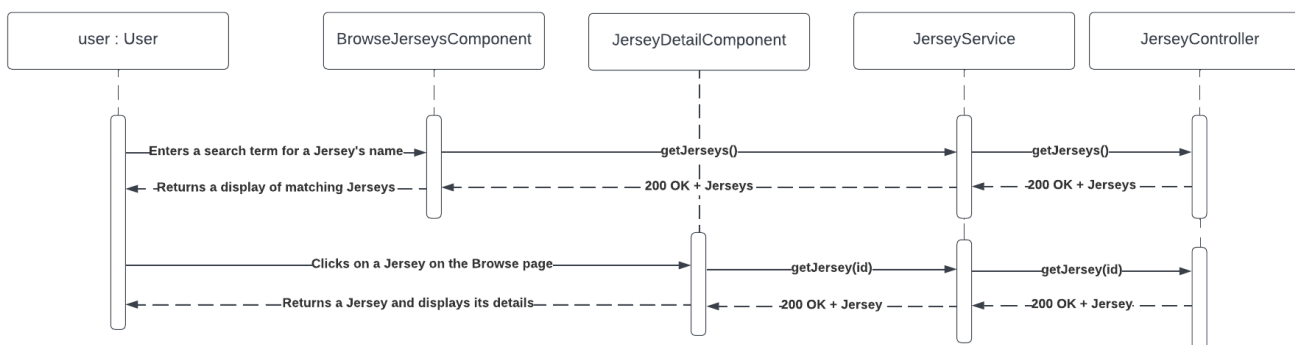 user : User
BrowseJerseysComponent
JerseyDetailComponent
JerseyService
JerseyController
Enters a search term for a Jersey's name
getJerseys()
getJerseys()
Returns a display of matching Jerseys
200 OK + Jerseys
200 OK + Jerseys
Clicks on a Jersey on the Browse page
getJersey(id)
getJersey(id)
Returns a Jersey and displays its details
200 OK + Jersey
200 OK + Jersey